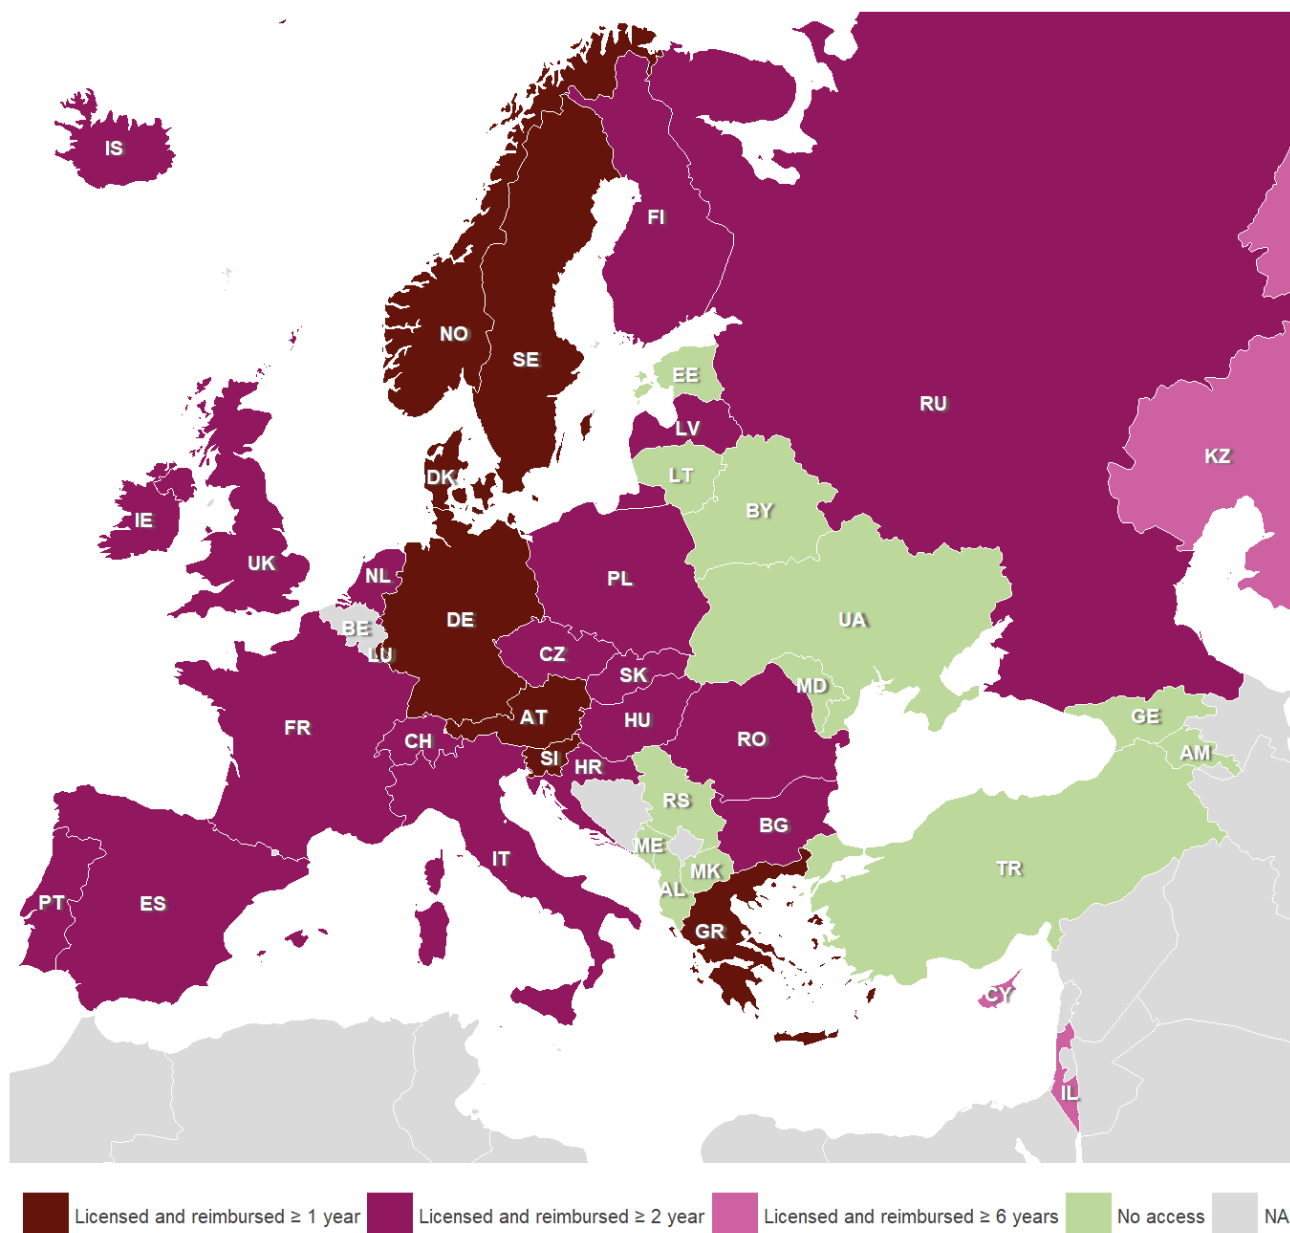 IS
FI
NO
SE
EE
RU
LV
KZ
DK
LT
BY
IE
UK
NL
PL
DE
UA
BE
LU
CZ
SK
MD
AT
HU
GE
FR
CH
SI
HR
RO
AM
RS
BG
ME
MK
TR
IT
AL
PT
ES
GR
CY
IL
Licensed and reimbursed ≥ 1 year Licensed and reimbursed ≥ 2 year Licensed and reimbursed ≥ 6 years No access NA